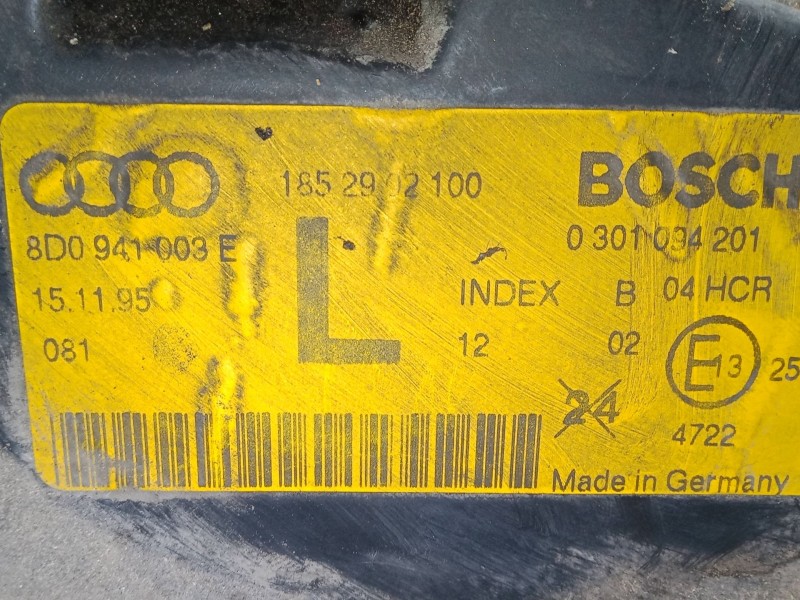 185 29 02 100 BOSCH
8D0 941 003 E L 0 301 094 201
15.11.95 INDEX B 04 HCR
081 12 02 E 13 25
24 4722
Made in Germany